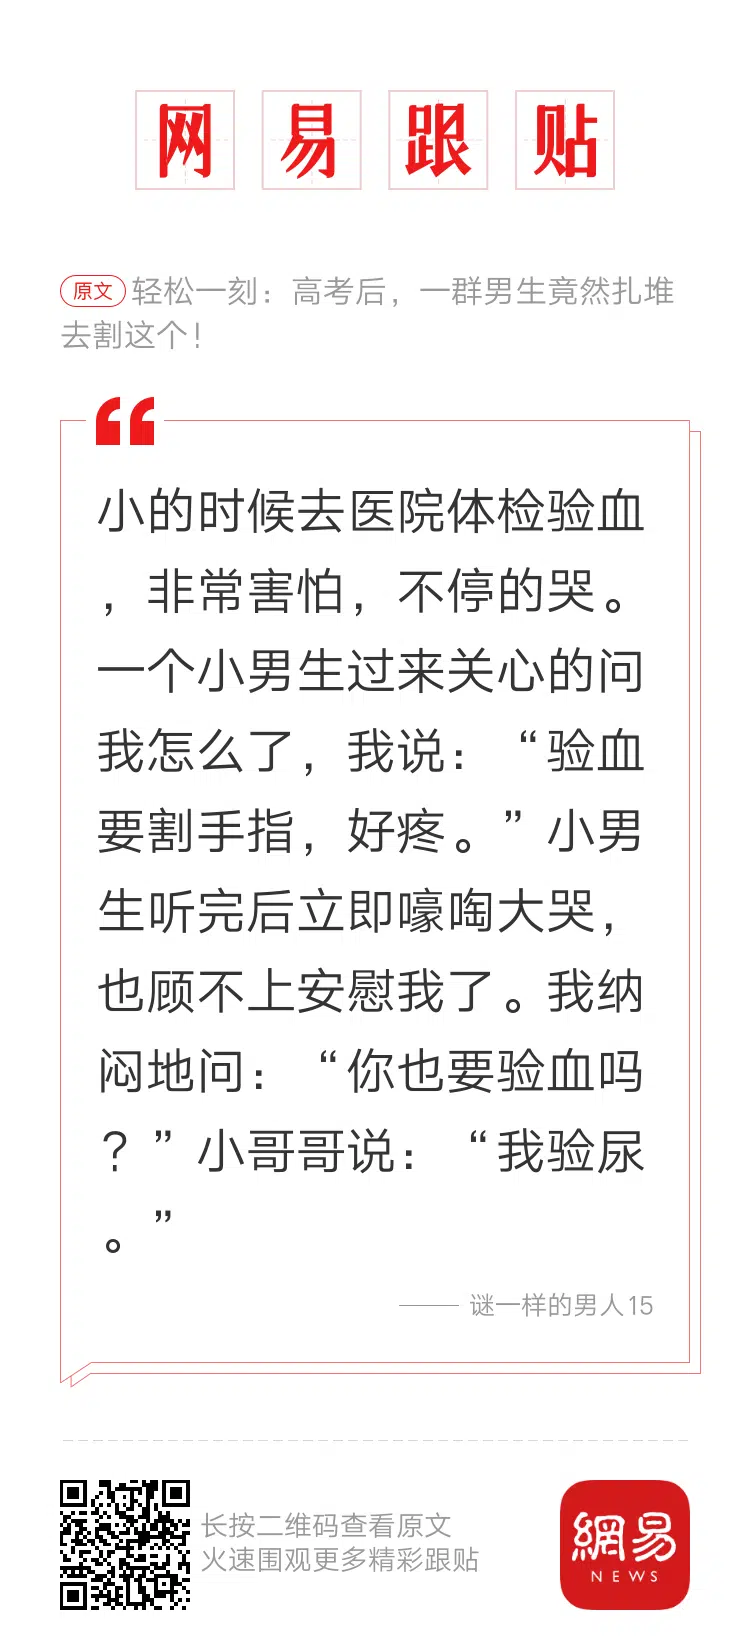 网易跟贴
原文 轻松一刻：高考后，一群男生竟然扎堆
去割这个！
小的时候去医院体检验血
，非常害怕，不停的哭。
一个小男生过来关心的问
我怎么了，我说：“验血
要割手指，好疼。”小男
生听完后立即嚎啕大哭，
也顾不上安慰我了。我纳
闷地问：“你也要验血吗
？”小哥哥说：“我验尿
。”
—— 谜一样的男人15
长按二维码查看原文
火速围观更多精彩跟贴
網易
NEWS